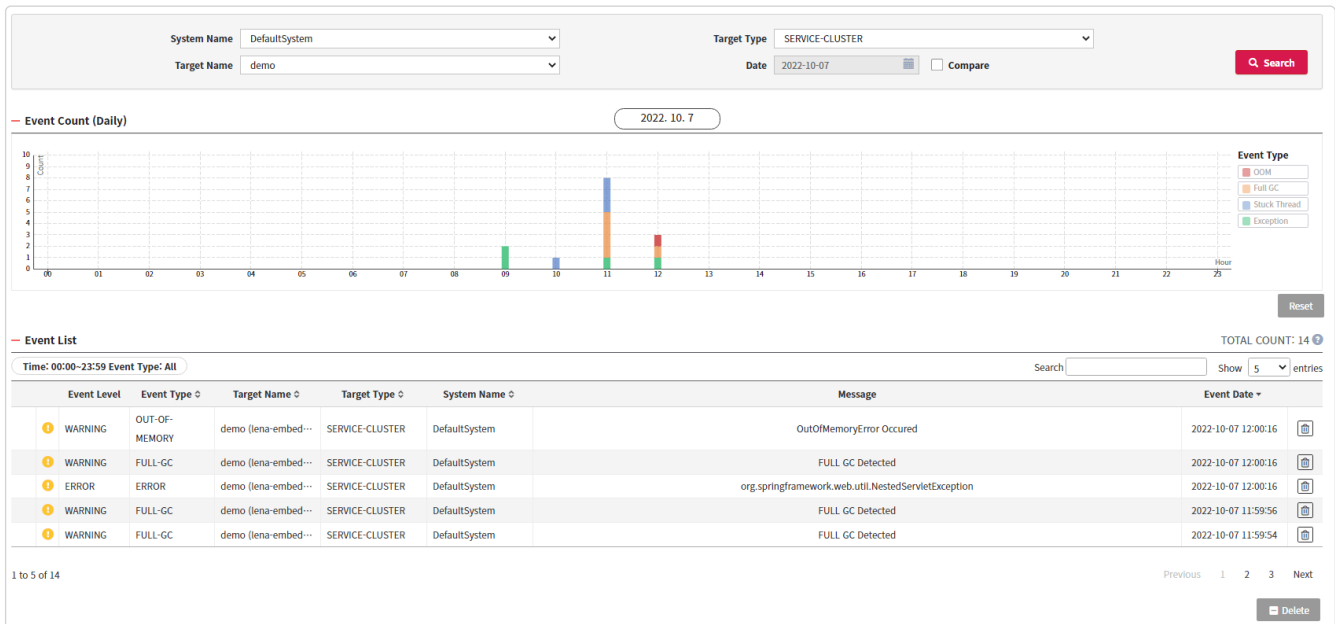 System Name DefaultSystem Target Type SERVICE-CLUSTER
Target Name demo Date 2022-10-07 Compare Search
Event Count (Daily) 2022. 10. 7
Count
10
9
8
7
6
5
4
3
2
1
0
00 01 02 03 04 05 06 07 08 09 10 11 12 13 14 15 16 17 18 19 20 21 22 23
Hour
Event Type
OOM
Full GC
Stuck Thread
Exception
Reset
Event List TOTAL COUNT: 14
Time: 00:00~23:59 Event Type: All Search Show 5 entries
Event Level Event Type Target Name Target Type System Name Message Event Date
WARNING OUT-OF-MEMORY demo (lena-embed··· SERVICE-CLUSTER DefaultSystem OutOfMemoryError Occured 2022-10-07 12:00:16
WARNING FULL-GC demo (lena-embed··· SERVICE-CLUSTER DefaultSystem FULL GC Detected 2022-10-07 12:00:16
ERROR ERROR demo (lena-embed··· SERVICE-CLUSTER DefaultSystem org.springframework.web.util.NestedServletException 2022-10-07 12:00:16
WARNING FULL-GC demo (lena-embed··· SERVICE-CLUSTER DefaultSystem FULL GC Detected 2022-10-07 11:59:56
WARNING FULL-GC demo (lena-embed··· SERVICE-CLUSTER DefaultSystem FULL GC Detected 2022-10-07 11:59:54
1 to 5 of 14 Previous 1 2 3 Next
Delete